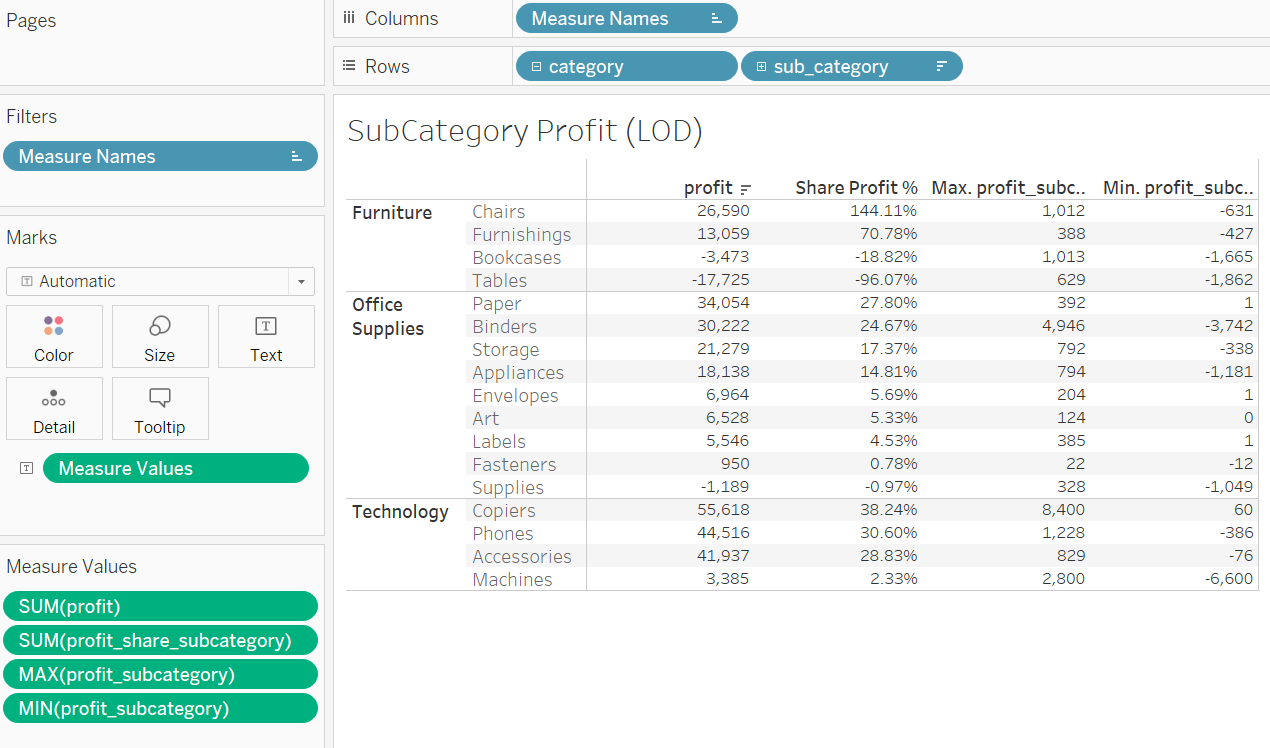 Pages
Columns Measure Names
Rows category sub_category
Filters
Measure Names
Marks
Automatic
Color Size Text
Detail Tooltip
Measure Values
Measure Values
SUM(profit)
SUM(profit_share_subcategory)
MAX(profit_subcategory)
MIN(profit_subcategory)
SubCategory Profit (LOD)
profit Share Profit % Max. profit_subc.. Min. profit_subc..
Furniture Chairs 26,590 144.11% 1,012 -631
Furnishings 13,059 70.78% 388 -427
Bookcases -3,473 -18.82% 1,013 -1,665
Tables -17,725 -96.07% 629 -1,862
Office Paper 34,054 27.80% 392 1
Supplies Binders 30,222 24.67% 4,946 -3,742
Storage 21,279 17.37% 792 -338
Appliances 18,138 14.81% 794 -1,181
Envelopes 6,964 5.69% 204 1
Art 6,528 5.33% 124 0
Labels 5,546 4.53% 385 1
Fasteners 950 0.78% 22 -12
Supplies -1,189 -0.97% 328 -1,049
Technology Copiers 55,618 38.24% 8,400 60
Phones 44,516 30.60% 1,228 -386
Accessories 41,937 28.83% 829 -76
Machines 3,385 2.33% 2,800 -6,600